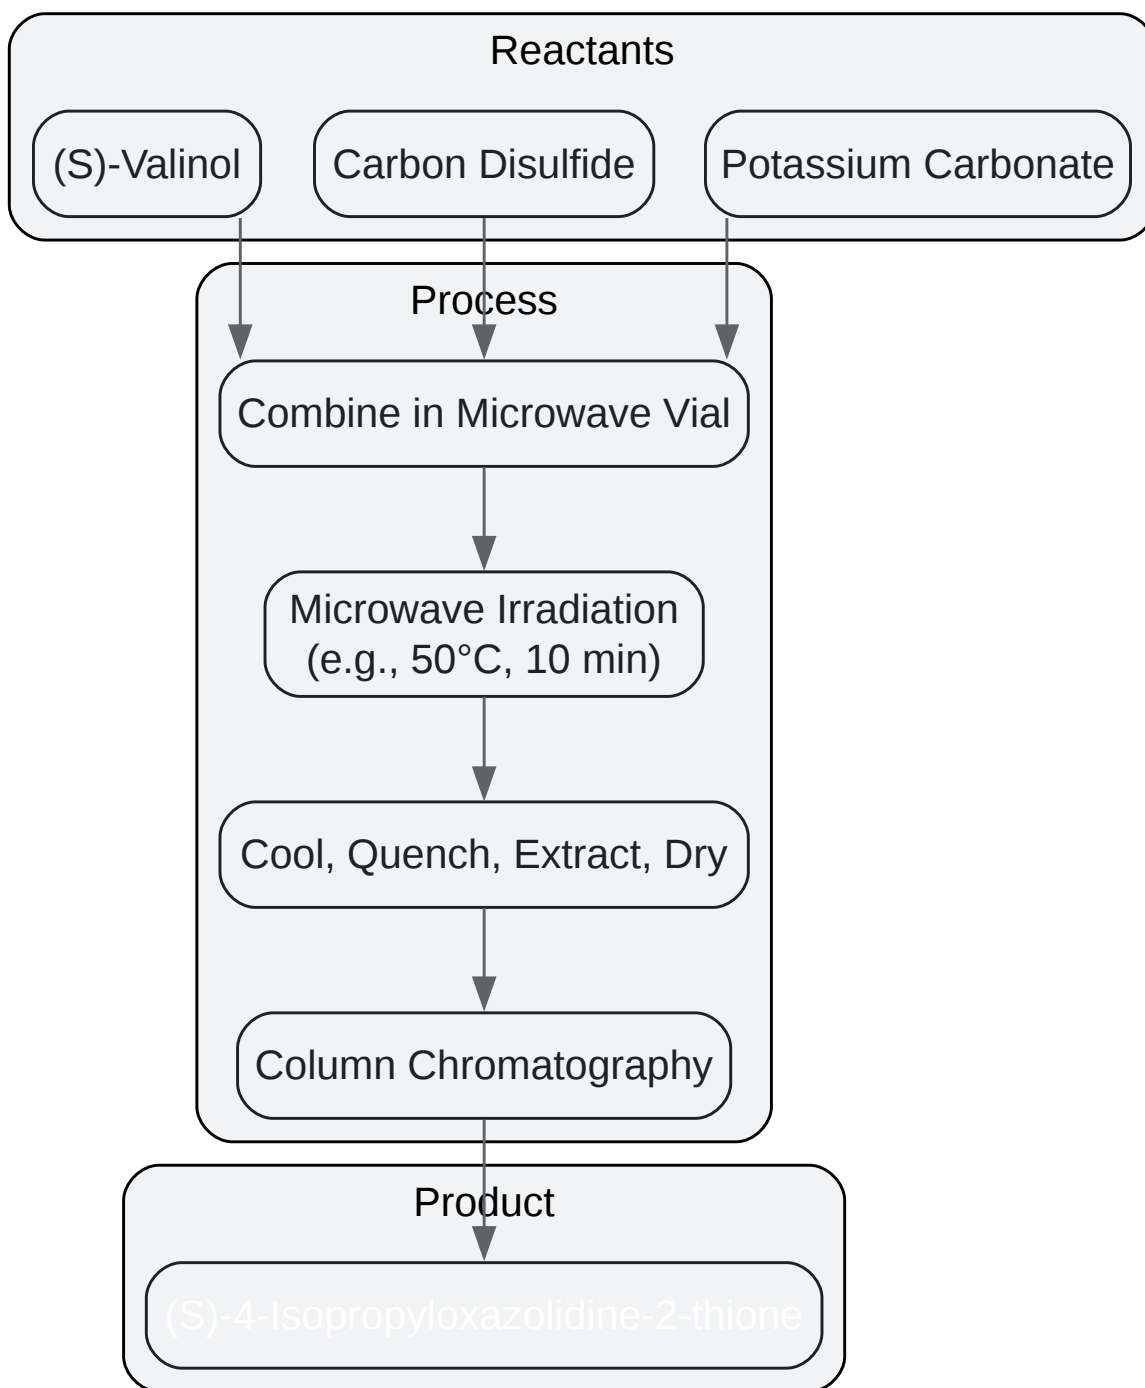 Reactants
(S)-Valinol
Carbon Disulfide
Potassium Carbonate
Process
Combine in Microwave Vial
Microwave Irradiation
(e.g., 50°C, 10 min)
Cool, Quench, Extract, Dry
Column Chromatography
Product
(S)-4-Isopropyloxazolidine-2-thione